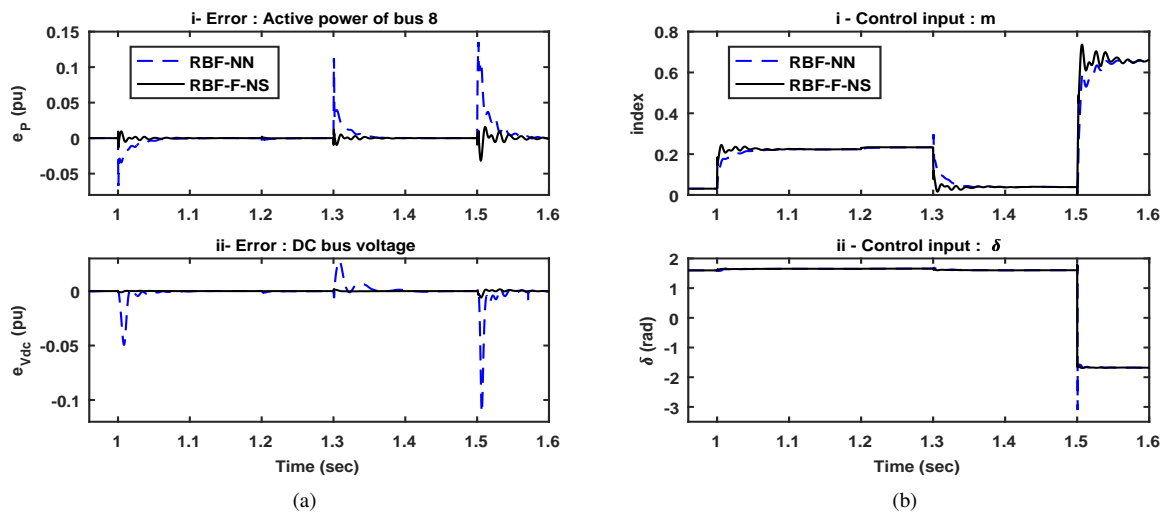 i- Error : Active power of bus 8
0.15
0.1
0.05
0
-0.05
e_P (pu)
RBF-NN
RBF-F-NS
1 1.1 1.2 1.3 1.4 1.5 1.6
ii- Error : DC bus voltage
0
-0.05
-0.1
e_Vdc (pu)
1 1.1 1.2 1.3 1.4 1.5 1.6
Time (sec)
(a)
i - Control input : m
0.8
0.6
0.4
0.2
0
index
RBF-NN
RBF-F-NS
1 1.1 1.2 1.3 1.4 1.5 1.6
ii - Control input : δ
2
1
0
-1
-2
-3
δ (rad)
1 1.1 1.2 1.3 1.4 1.5 1.6
Time (sec)
(b)